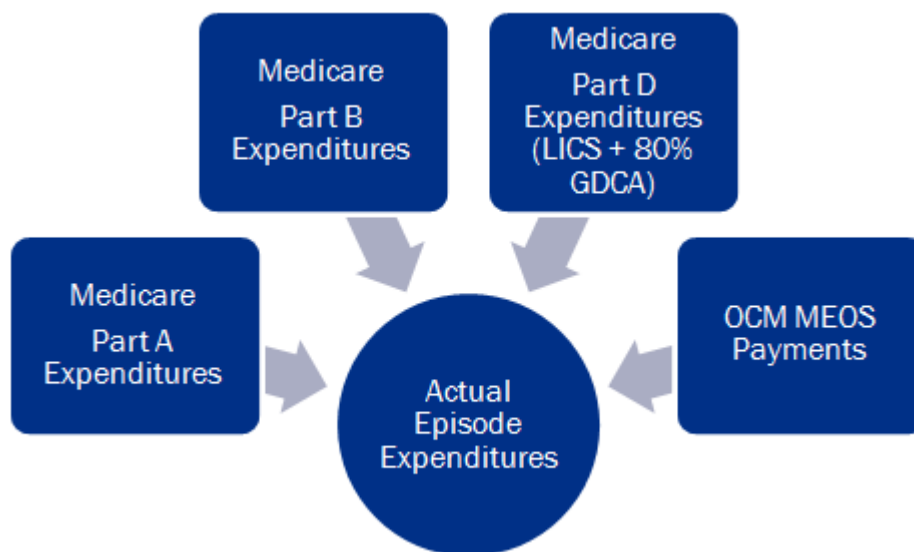 Medicare
Part A
Expenditures
Medicare
Part B
Expenditures
Medicare
Part D
Expenditures
(LICS + 80%
GDCA)
OCM MEOS
Payments
Actual
Episode
Expenditures